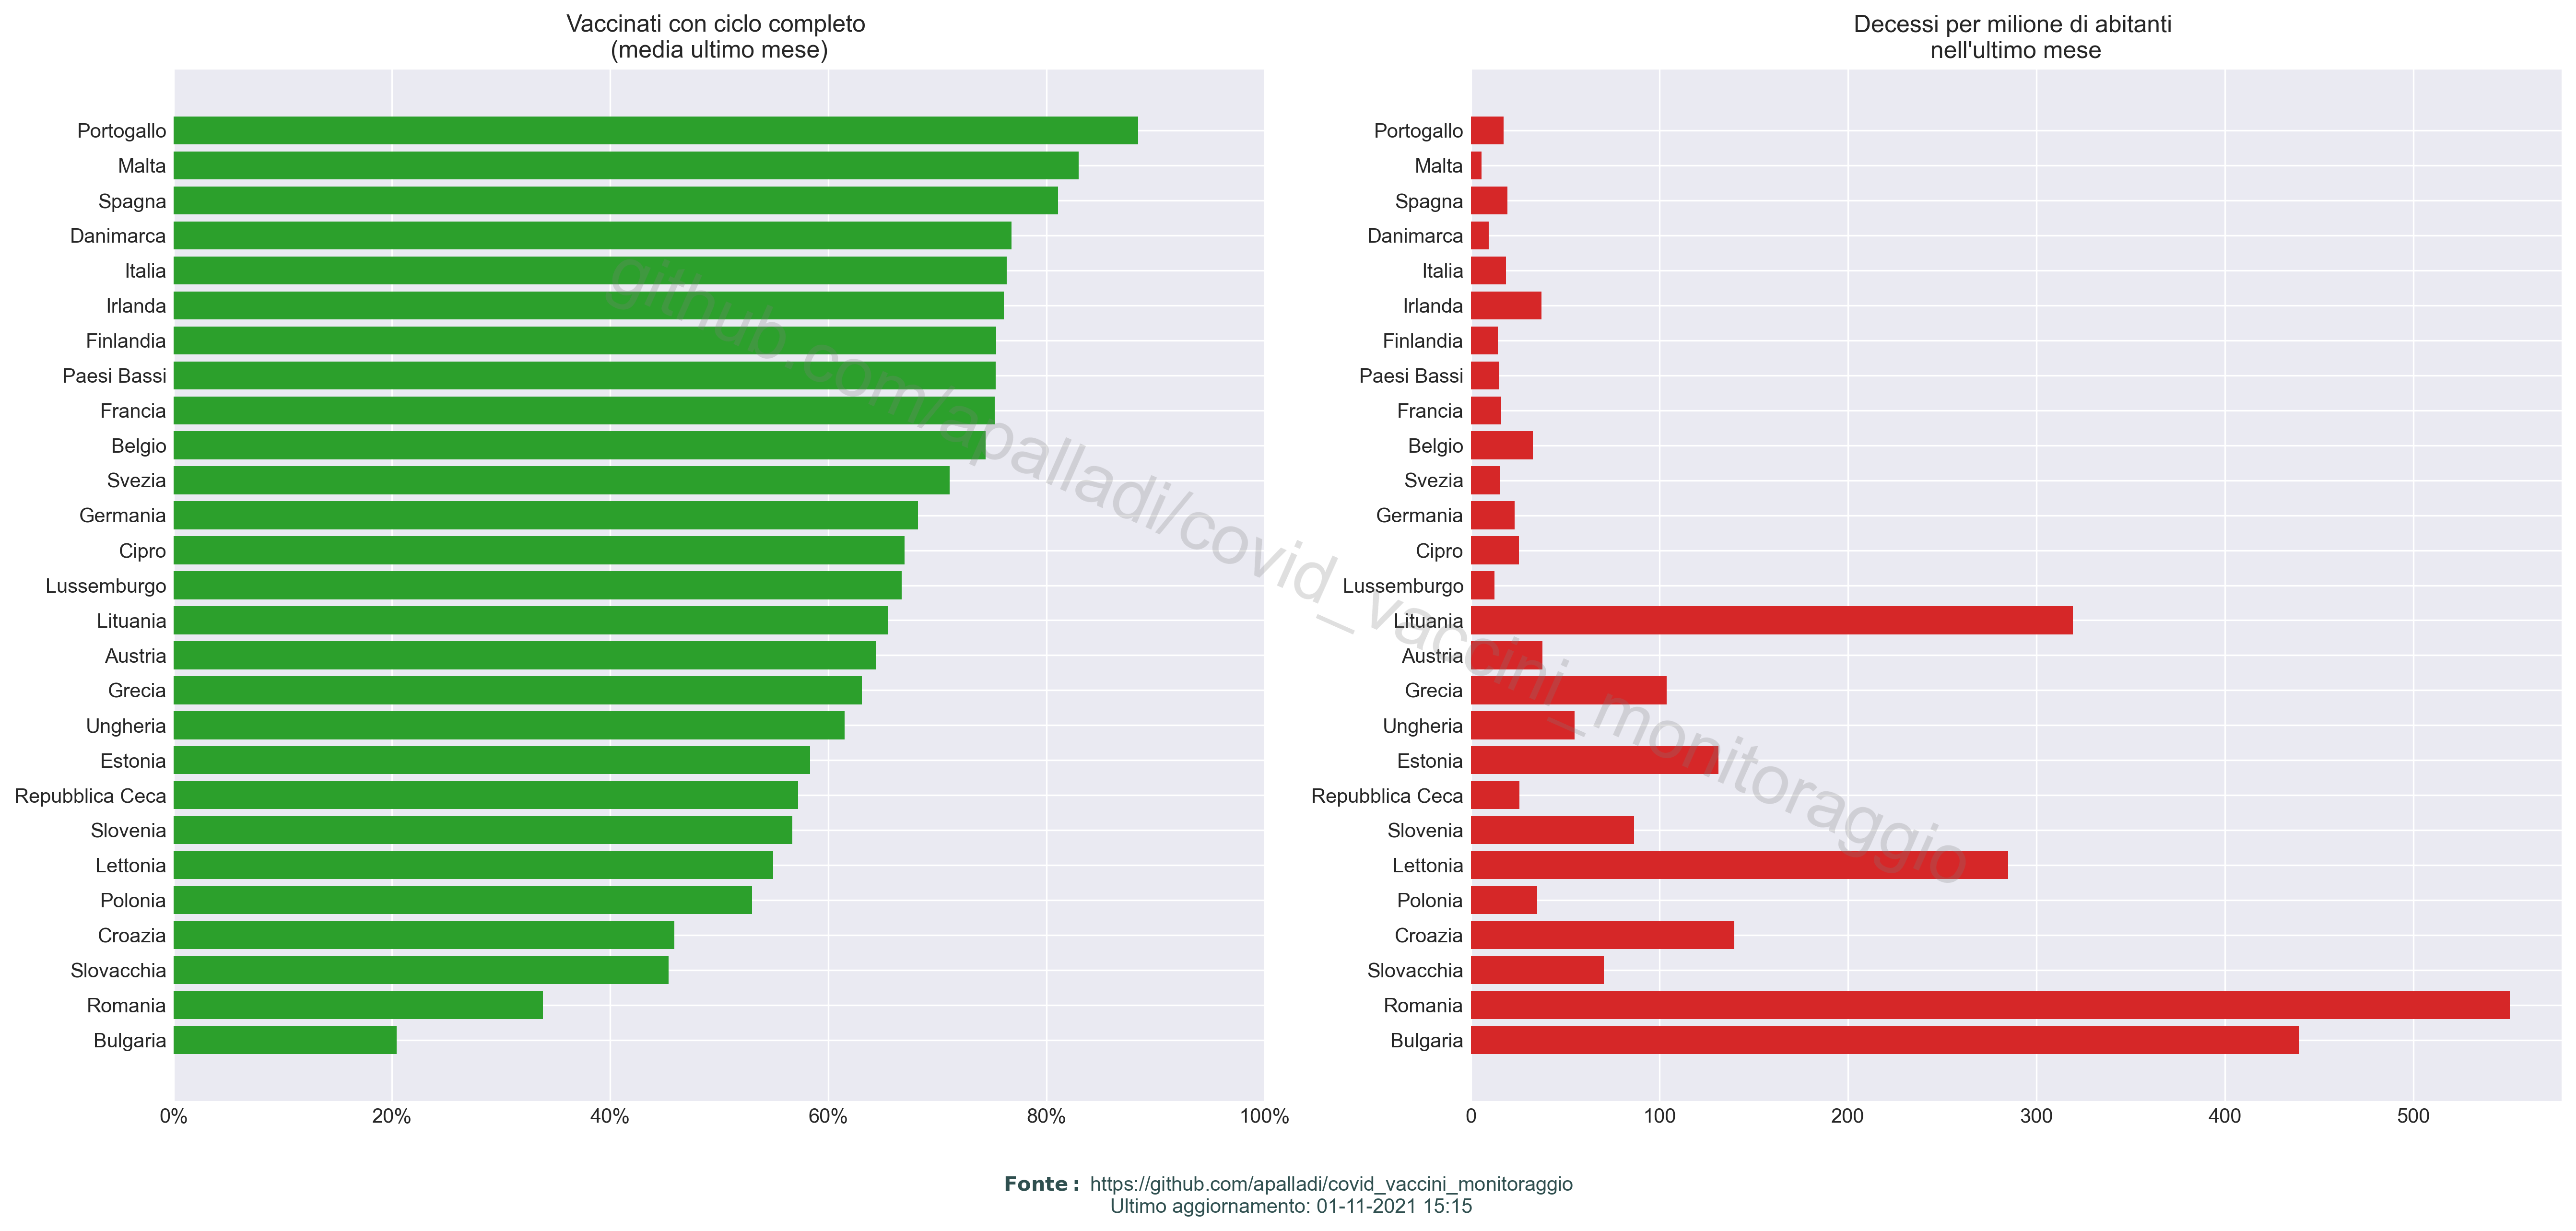 Vaccinati con ciclo completo
(media ultimo mese)
Portogallo
Malta
Spagna
Danimarca
Italia
Irlanda
Finlandia
Paesi Bassi
Francia
Belgio
Svezia
Germania
Cipro
Lussemburgo
Lituania
Austria
Grecia
Ungheria
Estonia
Repubblica Ceca
Slovenia
Lettonia
Polonia
Croazia
Slovacchia
Romania
Bulgaria
0% 20% 40% 60% 80% 100%
Decessi per milione di abitanti
nell'ultimo mese
Portogallo
Malta
Spagna
Danimarca
Italia
Irlanda
Finlandia
Paesi Bassi
Francia
Belgio
Svezia
Germania
Cipro
Lussemburgo
Lituania
Austria
Grecia
Ungheria
Estonia
Repubblica Ceca
Slovenia
Lettonia
Polonia
Croazia
Slovacchia
Romania
Bulgaria
0 100 200 300 400 500
github.com/apalladi/covid_vaccini_monitoraggio
Fonte: https://github.com/apalladi/covid_vaccini_monitoraggio
Ultimo aggiornamento: 01-11-2021 15:15